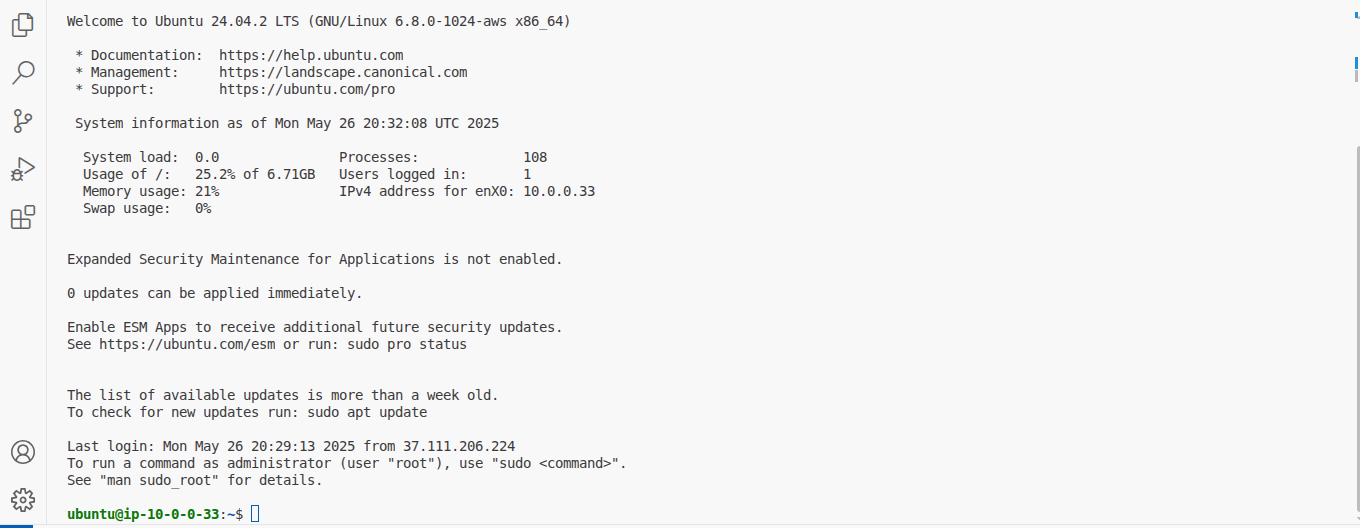 Welcome to Ubuntu 24.04.2 LTS (GNU/Linux 6.8.0-1024-aws x86_64)
* Documentation:  https://help.ubuntu.com
* Management:     https://landscape.canonical.com
* Support:        https://ubuntu.com/pro
System information as of Mon May 26 20:32:08 UTC 2025
System load:  0.0               Processes:             108
Usage of /:   25.2% of 6.71GB   Users logged in:       1
Memory usage: 21%               IPv4 address for enX0: 10.0.0.33
Swap usage:   0%
Expanded Security Maintenance for Applications is not enabled.
0 updates can be applied immediately.
Enable ESM Apps to receive additional future security updates.
See https://ubuntu.com/esm or run: sudo pro status
The list of available updates is more than a week old.
To check for new updates run: sudo apt update
Last login: Mon May 26 20:29:13 2025 from 37.111.206.224
To run a command as administrator (user "root"), use "sudo <command>".
See "man sudo_root" for details.
ubuntu@ip-10-0-0-33:~$